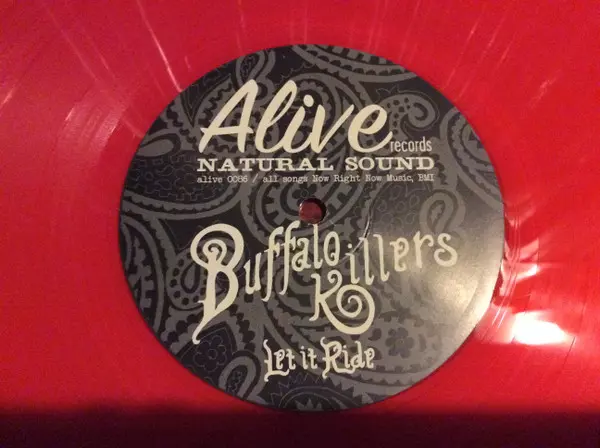 Alive
records
NATURAL SOUND
alive 0086 / all songs Now Right Now Music, BMI
Buffalo
Killers
Let it Ride